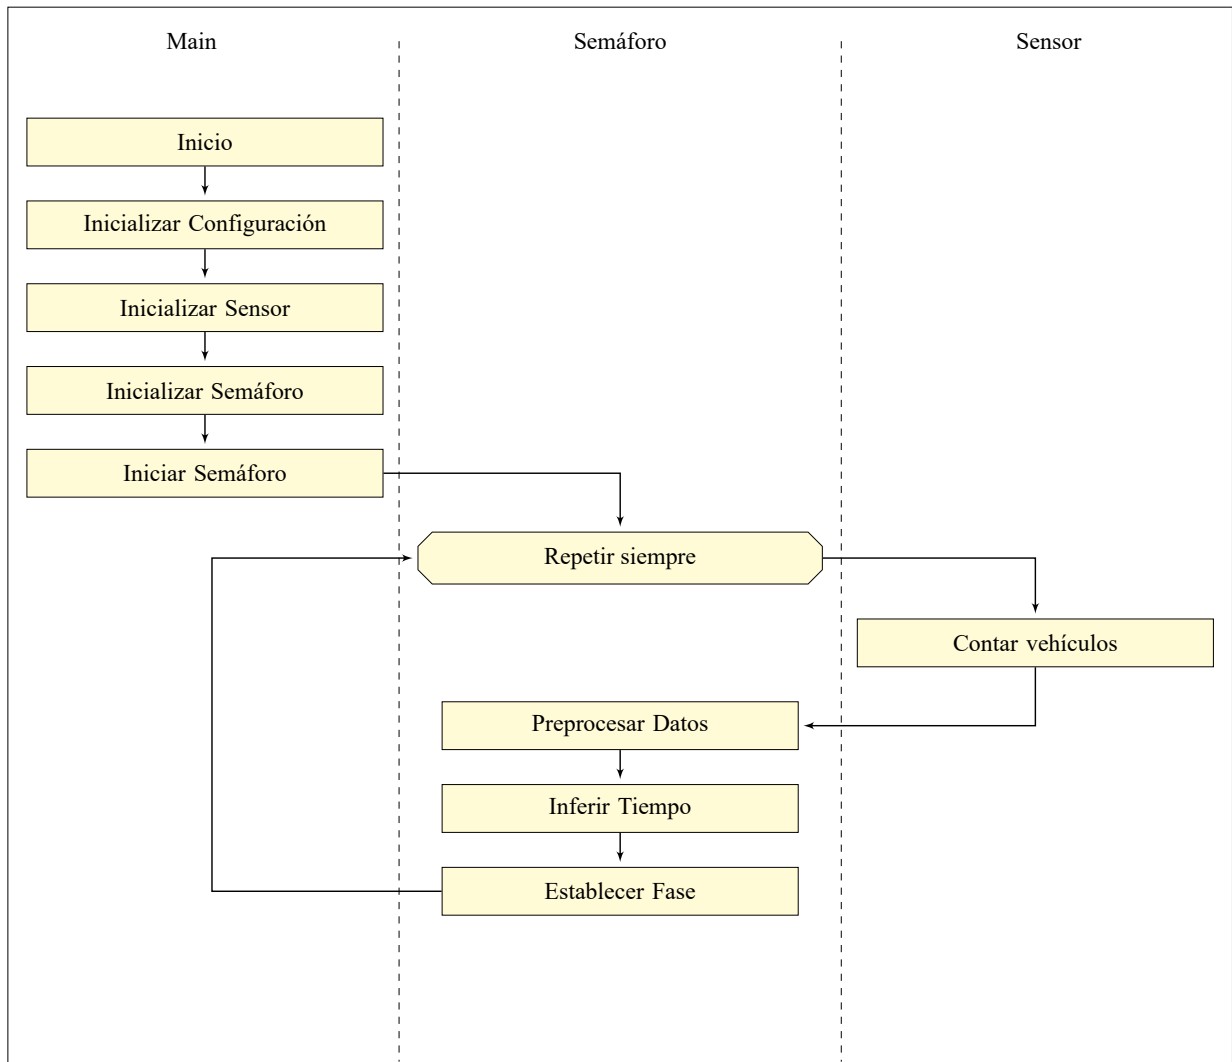 Main
Semáforo
Sensor
Inicio
Inicializar Configuración
Inicializar Sensor
Inicializar Semáforo
Iniciar Semáforo
Repetir siempre
Contar vehículos
Preprocesar Datos
Inferir Tiempo
Establecer Fase